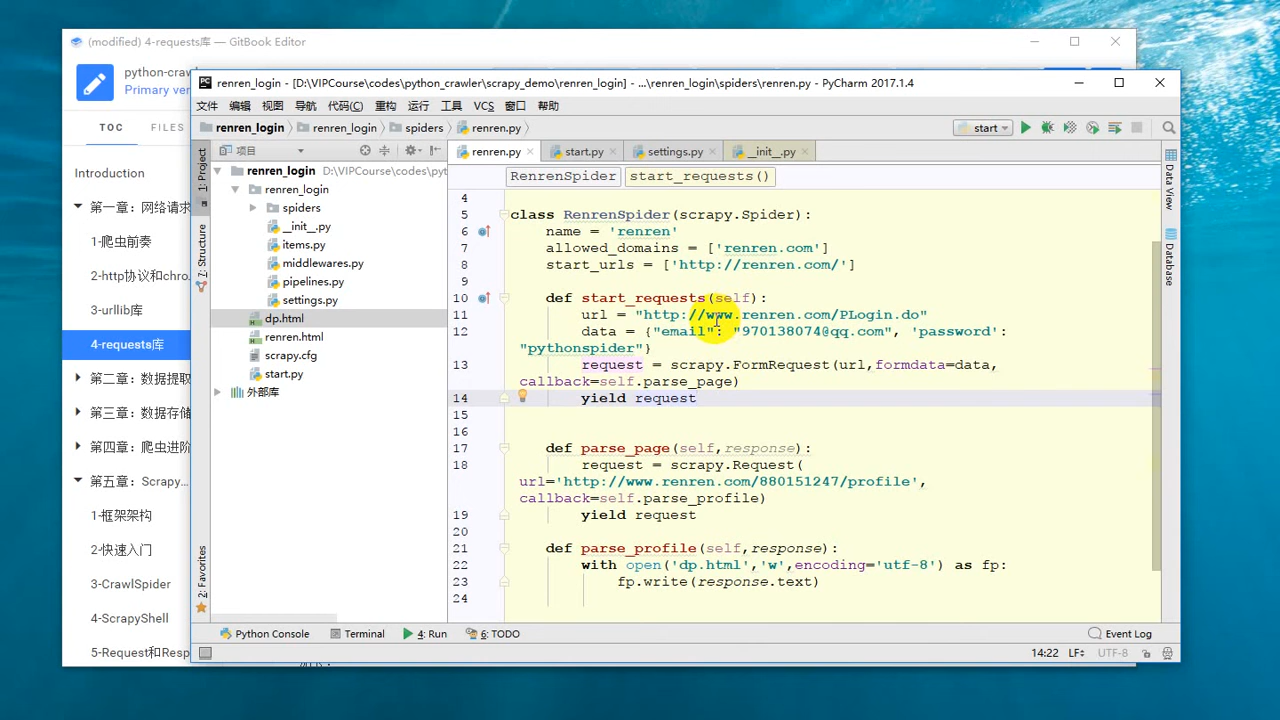 (modified) 4-requests库 — GitBook Editor
python-craw
Primary ver
TOC
FILES
Introduction
第一章：网络请求
1-爬虫前奏
2-http协议和chro
3-urllib库
4-requests库
第二章：数据提取
第三章：数据存储
第四章：爬虫进阶
第五章：Scrapy...
1-框架架构
2-快速入门
3-CrawlSpider
4-ScrapyShell
5-Request和Resp
renren_login - [D:\VIPCourse\codes\python_crawler\scrapy_demo\renren_login] - ...\renren_login\spiders\renren.py - PyCharm 2017.1.4
文件 编辑 视图 导航 代码(C) 重构 运行 工具 VCS 窗口 帮助
renren_login renren_login spiders renren.py start
1: Project
7: Structure
2: Favorites
项目
renren_login D:\VIPCourse\codes\pyt
renren_login
spiders
__init__.py
items.py
middlewares.py
pipelines.py
settings.py
dp.html
renren.html
scrapy.cfg
start.py
外部库
renren.py start.py settings.py __init__.py
RenrenSpider start_requests()
4
5 class RenrenSpider(scrapy.Spider):
6 name = 'renren'
7 allowed_domains = ['renren.com']
8 start_urls = ['http://renren.com/']
9
10 def start_requests(self):
11 url = "http://www.renren.com/PLogin.do"
12 data = {"email": "970138074@qq.com", 'password':
"pythonspider"}
13 request = scrapy.FormRequest(url,formdata=data,
callback=self.parse_page)
14 yield request
15
16
17 def parse_page(self,response):
18 request = scrapy.Request(
url='http://www.renren.com/880151247/profile',
callback=self.parse_profile)
19 yield request
20
21 def parse_profile(self,response):
22 with open('dp.html','w',encoding='utf-8') as fp:
23 fp.write(response.text)
24
Data View
Database
Python Console Terminal 4: Run 6: TODO Event Log
14:22 LF UTF-8